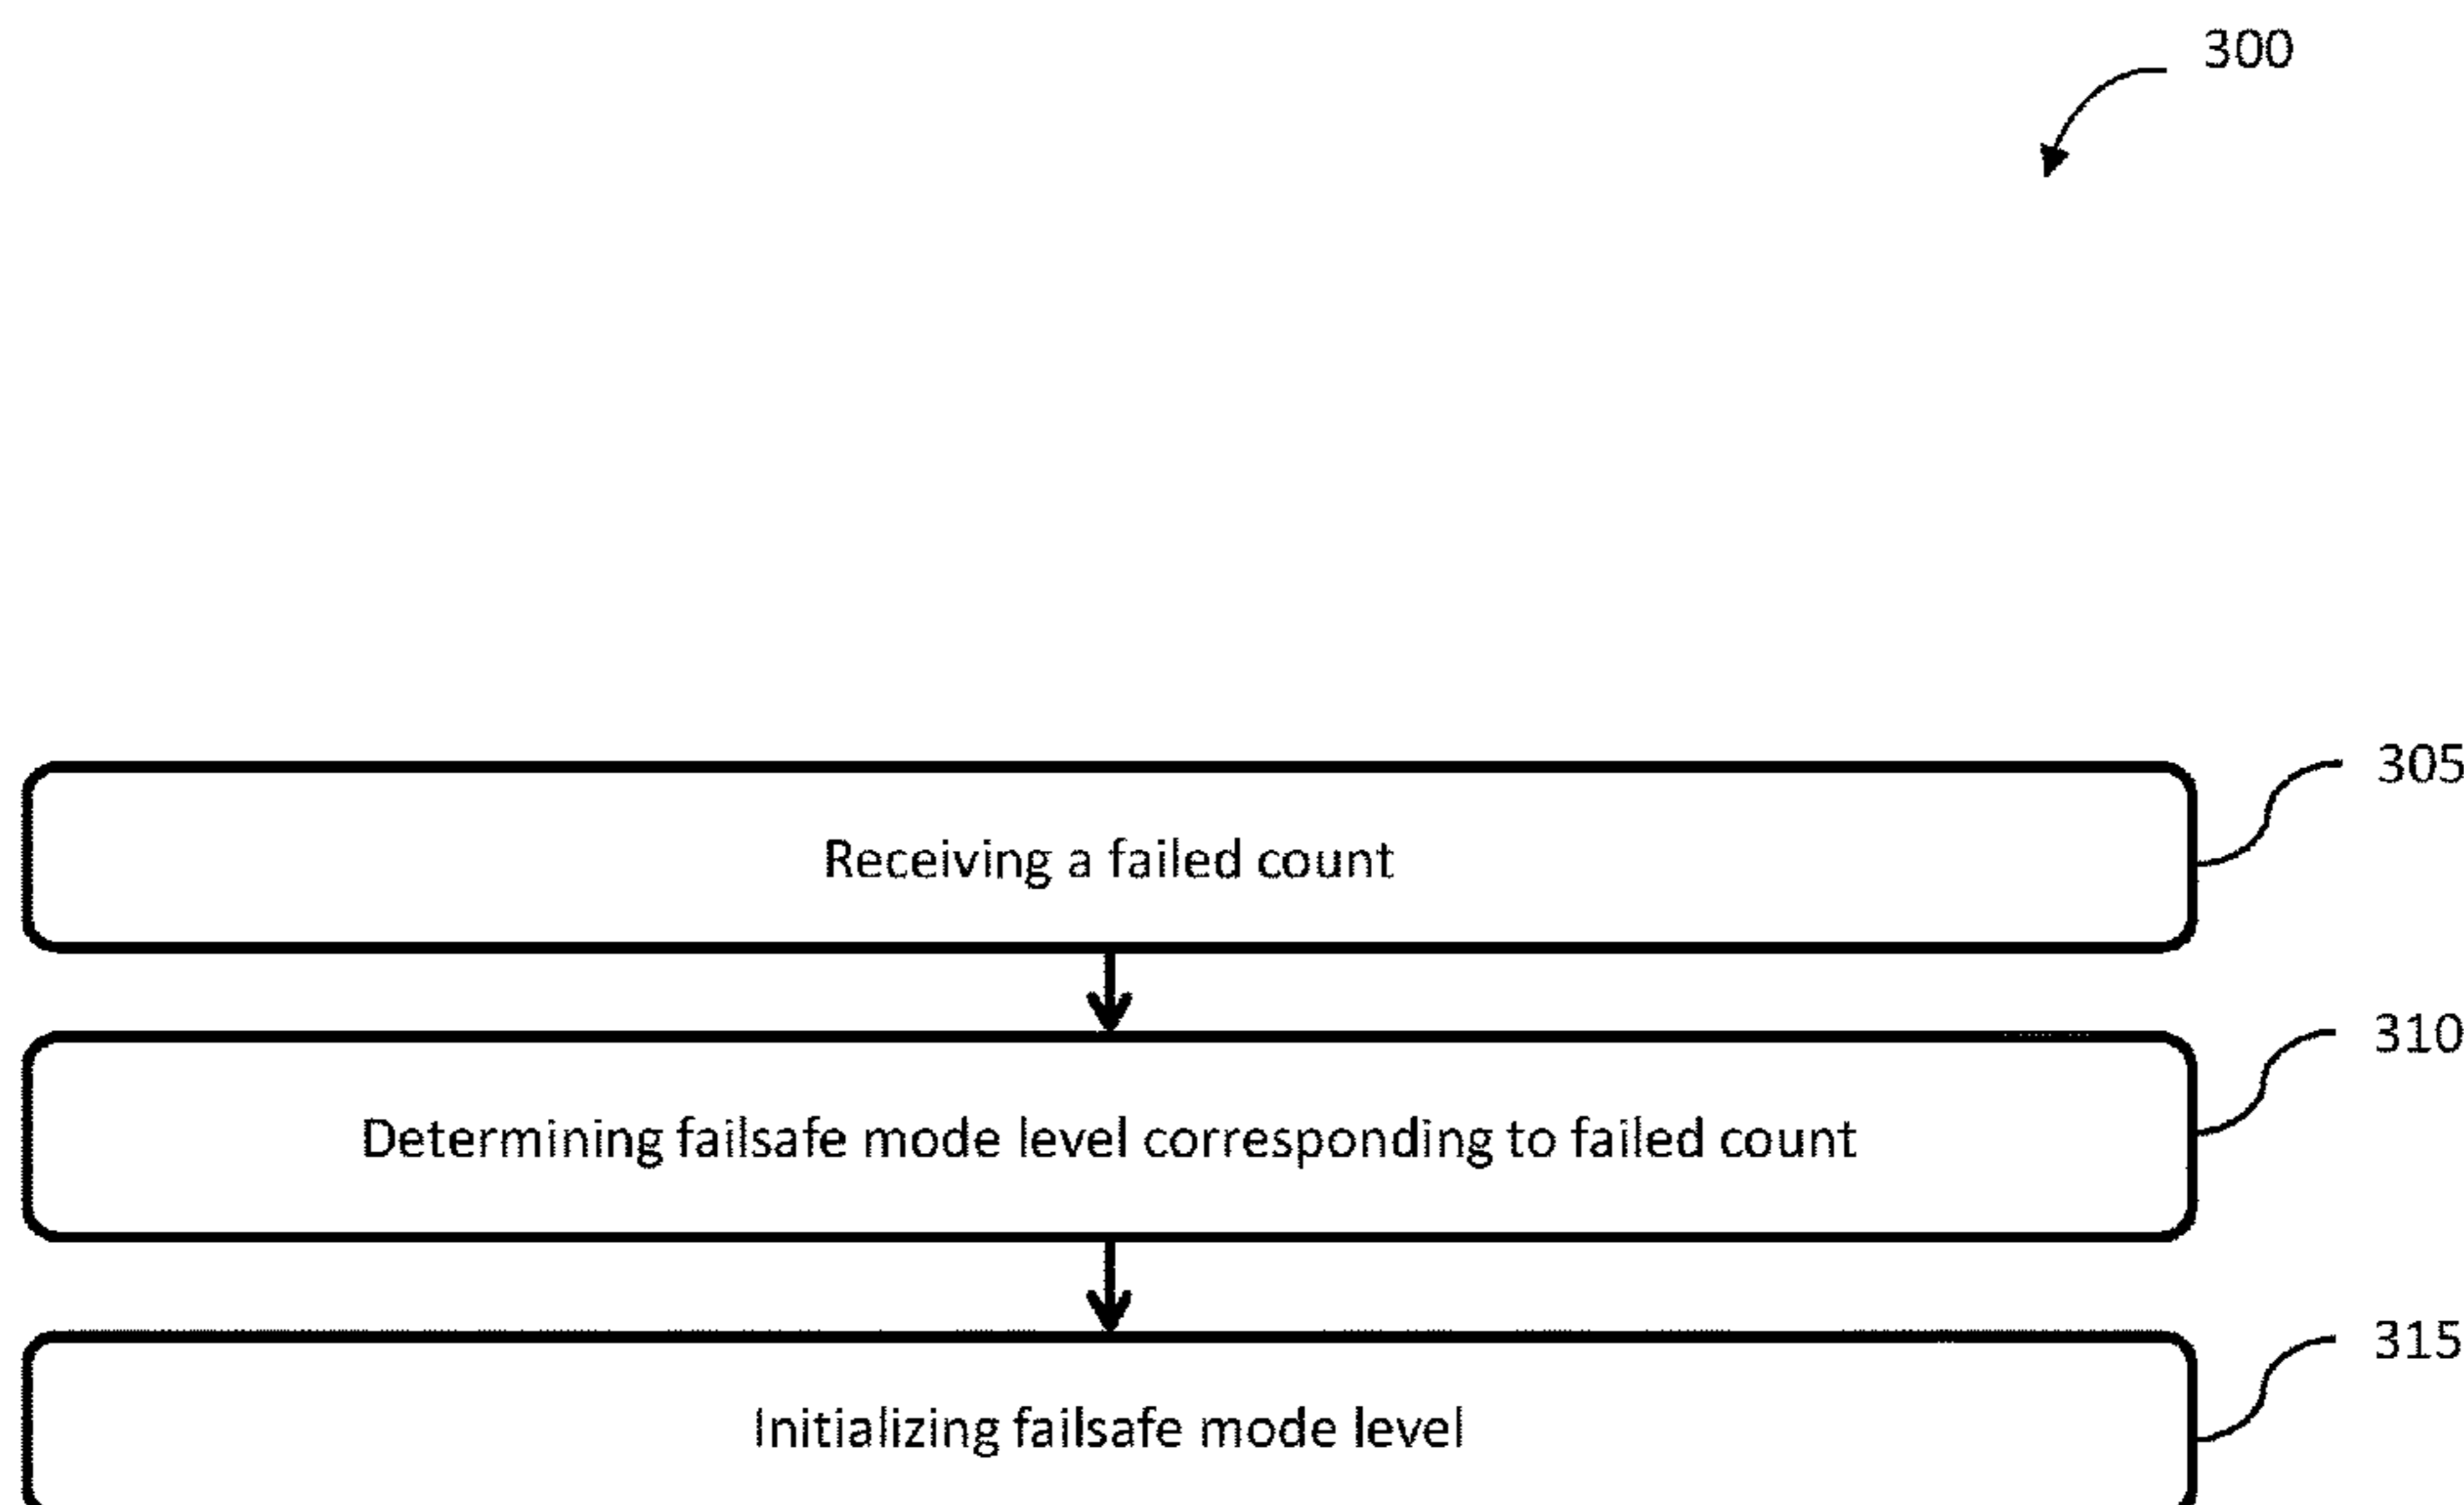 300
305
Receiving a failed count
310
Determining failsafe mode level corresponding to failed count
315
Initializing failsafe mode level